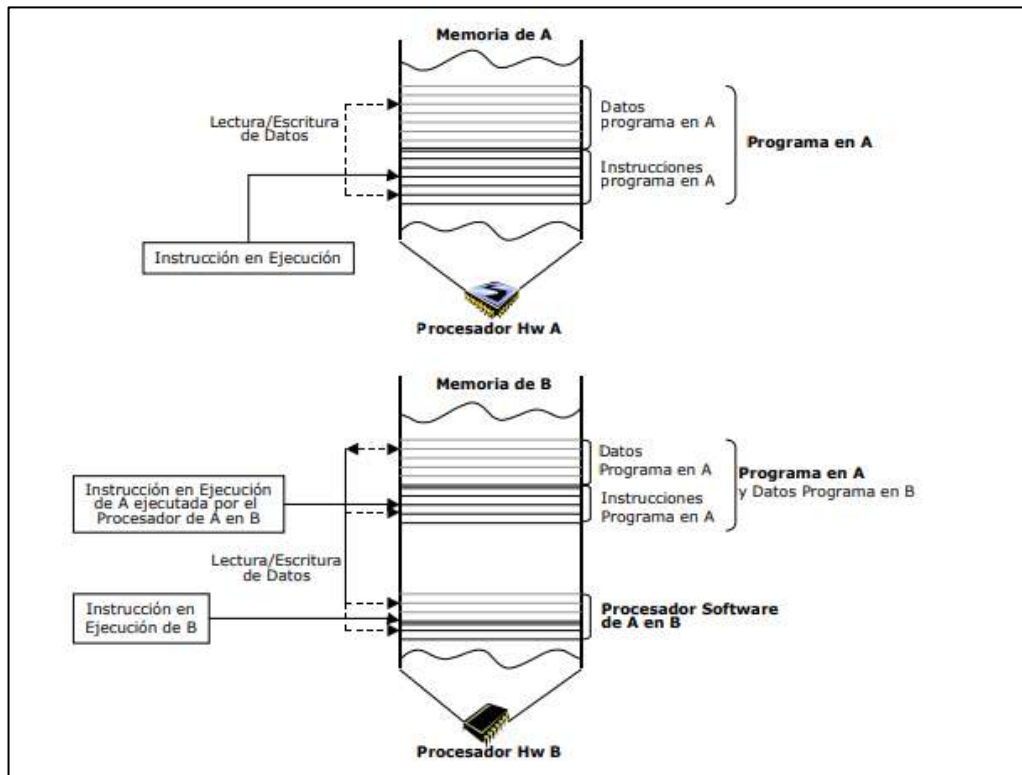 Memoria de A
Lectura/Escritura
de Datos
Datos
programa en A
Programa en A
Instrucciones
programa en A
Instrucción en Ejecución
Procesador Hw A
Memoria de B
Datos
Programa en A
Programa en A
y Datos Programa en B
Instrucción en Ejecución
de A ejecutada por el
Procesador de A en B
Instrucciones
Programa en A
Lectura/Escritura
de Datos
Instrucción en
Ejecución de B
Procesador Software
de A en B
Procesador Hw B